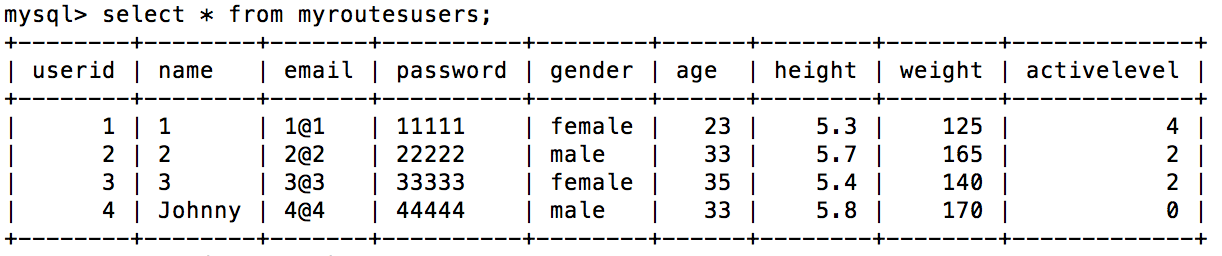 mysql> select * from myroutesusers;
+--------+--------+-------+----------+--------+------+--------+--------+-------------+
| userid | name   | email | password | gender | age  | height | weight | activelevel |
+--------+--------+-------+----------+--------+------+--------+--------+-------------+
|      1 | 1      | 1@1   | 11111    | female |   23 |    5.3 |    125 |           4 |
|      2 | 2      | 2@2   | 22222    | male   |   33 |    5.7 |    165 |           2 |
|      3 | 3      | 3@3   | 33333    | female |   35 |    5.4 |    140 |           2 |
|      4 | Johnny | 4@4   | 44444    | male   |   33 |    5.8 |    170 |           0 |
+--------+--------+-------+----------+--------+------+--------+--------+-------------+